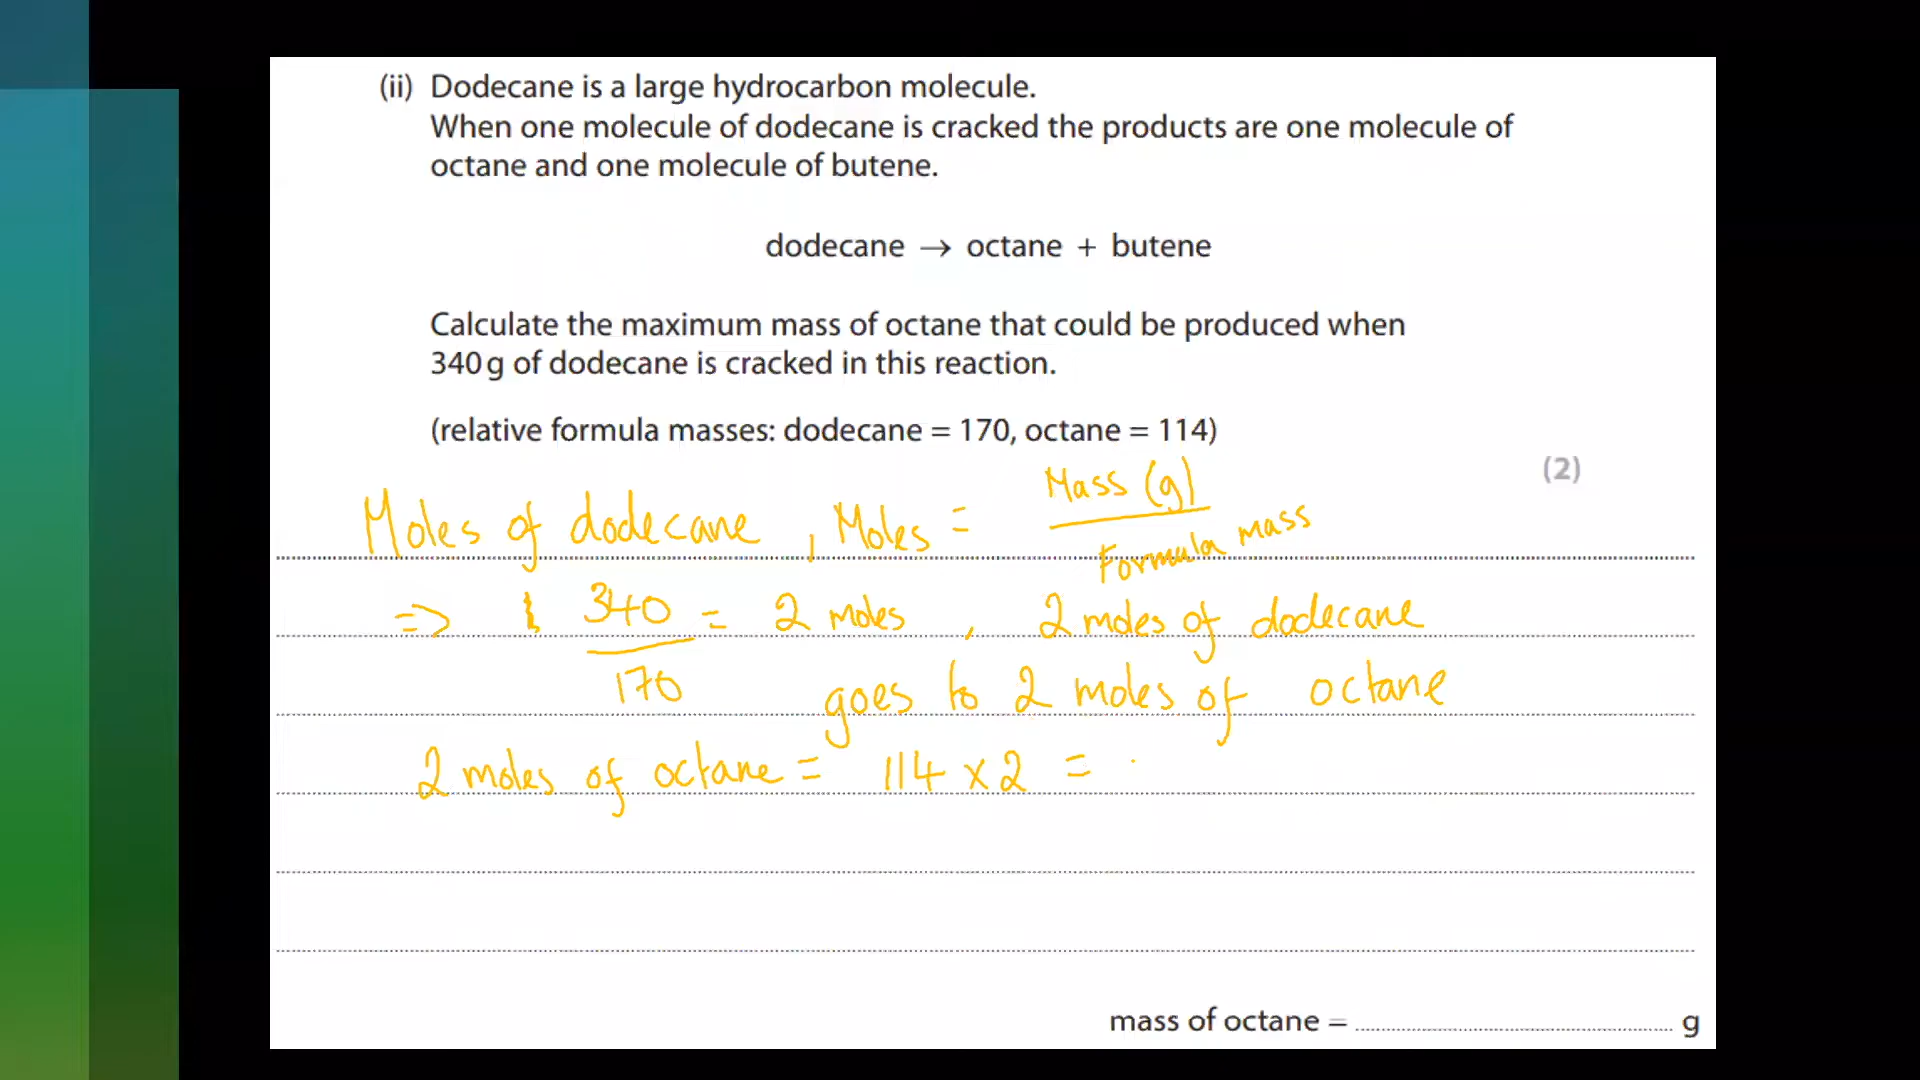 (ii) Dodecane is a large hydrocarbon molecule.
When one molecule of dodecane is cracked the products are one molecule of
octane and one molecule of butene.
dodecane → octane + butene
Calculate the maximum mass of octane that could be produced when
340 g of dodecane is cracked in this reaction.
(relative formula masses: dodecane = 170, octane = 114)
(2)
Moles of dodecane, Moles = Mass (g)
Formula mass
=> 340 = 2 moles, 2 moles of dodecane
170 goes to 2 moles of octane
2 moles of octane = 114 × 2 =
mass of octane = ........................................ g